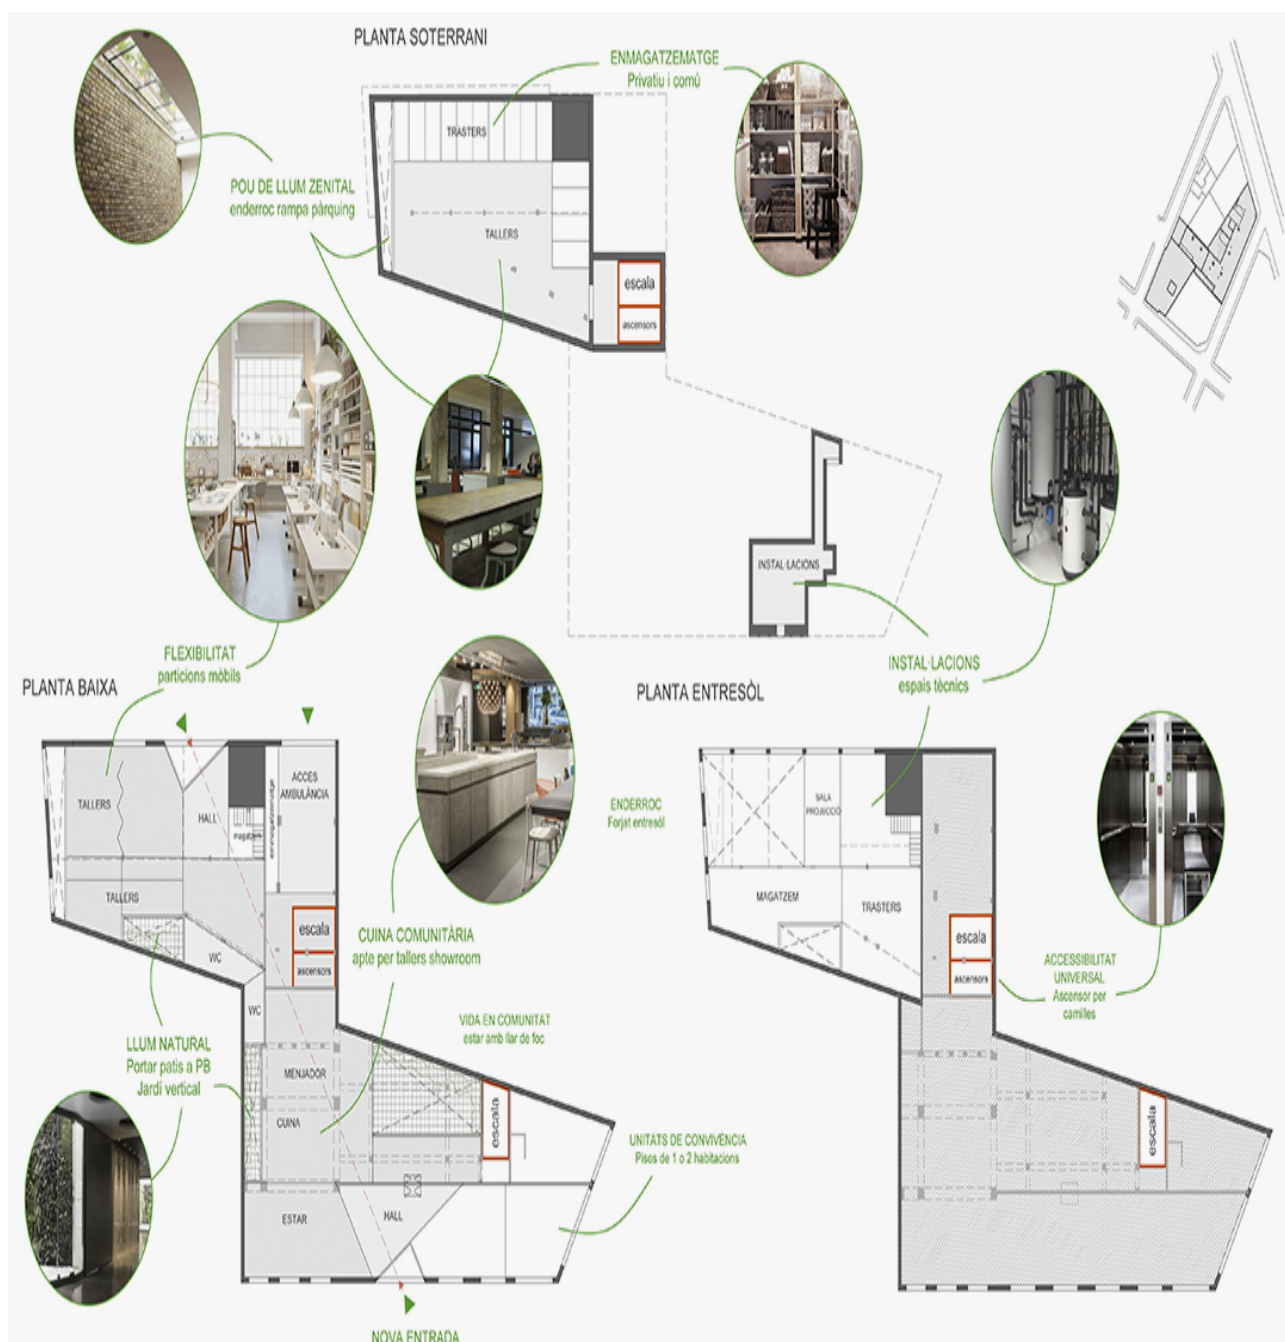 PLANTA SOTERRANI
ENMAGATZEMATGE
Privatiu i comú
TRASTERS
POU DE LLUM ZENITAL
enderroc rampa pàrquing
TALLERS
escala
ascensors
INSTAL·LACIONS
FLEXIBILITAT
particions mòbils
INSTAL·LACIONS
espais tècnics
PLANTA BAIXA
PLANTA ENTRESÒL
TALLERS
HALL
magatzem
enmagatzematge
ACCÉS
AMBULÀNCIA
TALLERS
WC
escala
ascensors
CUINA COMUNITÀRIA
apte per tallers showroom
WC
LLUM NATURAL
Portar patis a PB
Jardí vertical
VIDA EN COMUNITAT
estar amb llar de foc
MENJADOR
CUINA
escala
UNITATS DE CONVIVÈNCIA
Pisos de 1 o 2 habitacions
ESTAR
HALL
NOVA ENTRADA
ENDERROC
Forjat entresòl
SALA
PROJECCIÓ
MAGATZEM
TRASTERS
escala
ascensors
ACCESSIBILITAT
UNIVERSAL
Ascensor per
camilles
escala